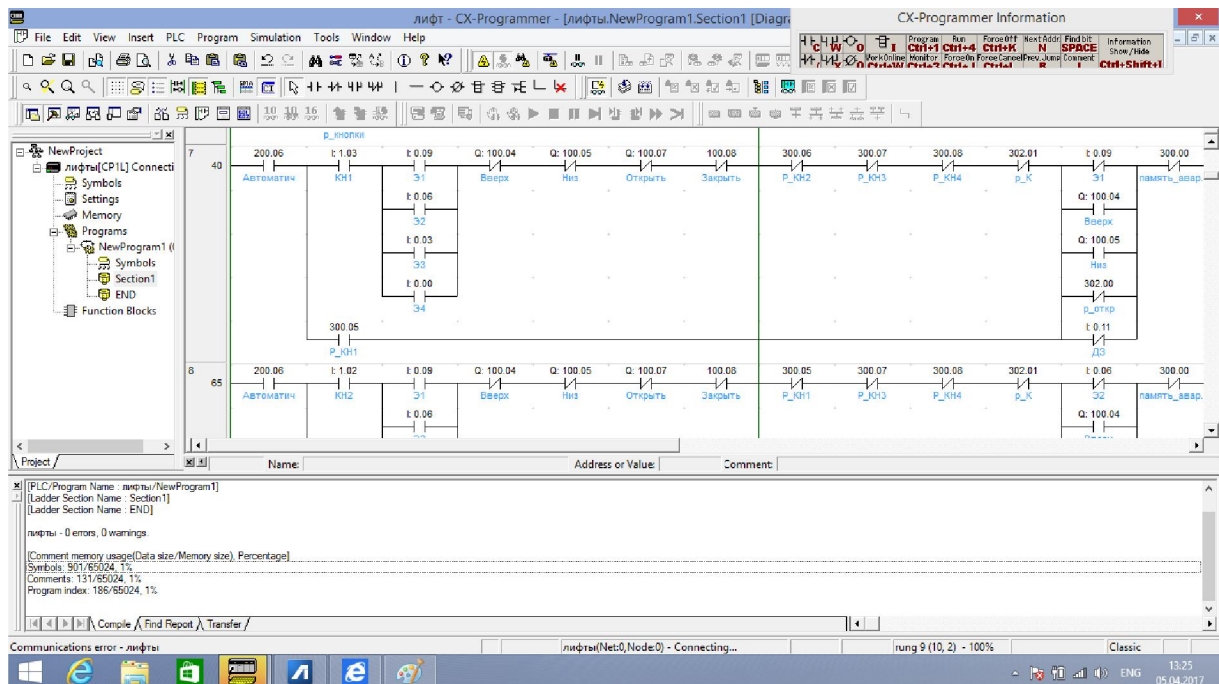 лифт - CX-Programmer - [лифты.NewProgram1.Section1 [Diagra
CX-Programmer Information
File Edit View Insert PLC Program Simulation Tools Window Help
Program Run Force Off Next Addr Find bit Information
Ctrl+1 Ctrl+4 Ctrl+K N SPACE Show/Hide
Ctrl+Shift+I
NewProject
лифты[CP1L] Connecti
Symbols
Settings
Memory
Programs
NewProgram1 (
Symbols
Section1
END
Function Blocks
Project
р_кнопки
7
40
200.06 I: 1.03 I: 0.09 Q: 100.04 Q: 100.05 Q: 100.07 100.08 300.06 300.07 300.08 302.01 I: 0.09 300.00
Автоматич КН1 Э1 Вверх Низ Открыть Закрыть Р_КН2 Р_КН3 Р_КН4 р_К Э1 память_авар.
I: 0.06 Q: 100.04
Э2 Вверх
I: 0.03 Q: 100.05
Э3 Низ
I: 0.00 302.00
Э4 р_откр
300.05 I: 0.11
Р_КН1 ДЗ
8
65
200.06 I: 1.02 I: 0.09 Q: 100.04 Q: 100.05 Q: 100.07 100.08 300.05 300.07 300.08 302.01 I: 0.06 300.00
Автоматич КН2 Э1 Вверх Низ Открыть Закрыть Р_КН1 Р_КН3 Р_КН4 р_К Э2 память_авар.
I: 0.06 Q: 100.04
Name: Address or Value: Comment:
[PLC/Program Name : лифты/NewProgram1]
[Ladder Section Name : Section1]
[Ladder Section Name : END]
лифты - 0 errors, 0 warnings.
[Comment memory usage(Data size/Memory size), Percentage]
Symbols: 901/65024, 1%
Comments: 131/65024, 1%
Program index: 186/65024, 1%
Compile Find Report Transfer
Communications error - лифты
лифты(Net:0,Node:0) - Connecting...
rung 9 (10, 2) - 100%
Classic
ENG
13:25
05.04.2017